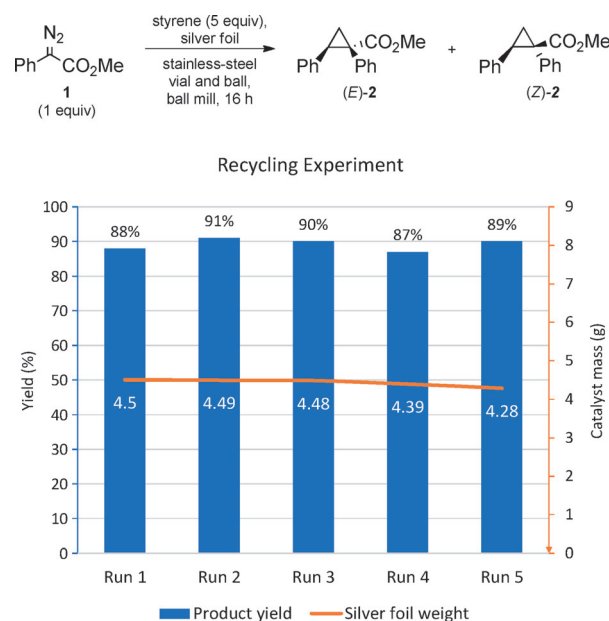 N2
Ph
CO2Me
1
(1 equiv)
styrene (5 equiv),
silver foil
stainless-steel
vial and ball,
ball mill, 16 h
CO2Me
Ph
Ph
(E)-2
+
CO2Me
Ph
Ph
(Z)-2
Recycling Experiment
Yield (%)
100
90
80
70
60
50
40
30
20
10
0
88%
91%
90%
87%
89%
4.5
4.49
4.48
4.39
4.28
9
8
7
6
5
4
3
2
1
0
Catalyst mass (g)
Run 1
Run 2
Run 3
Run 4
Run 5
Product yield
Silver foil weight